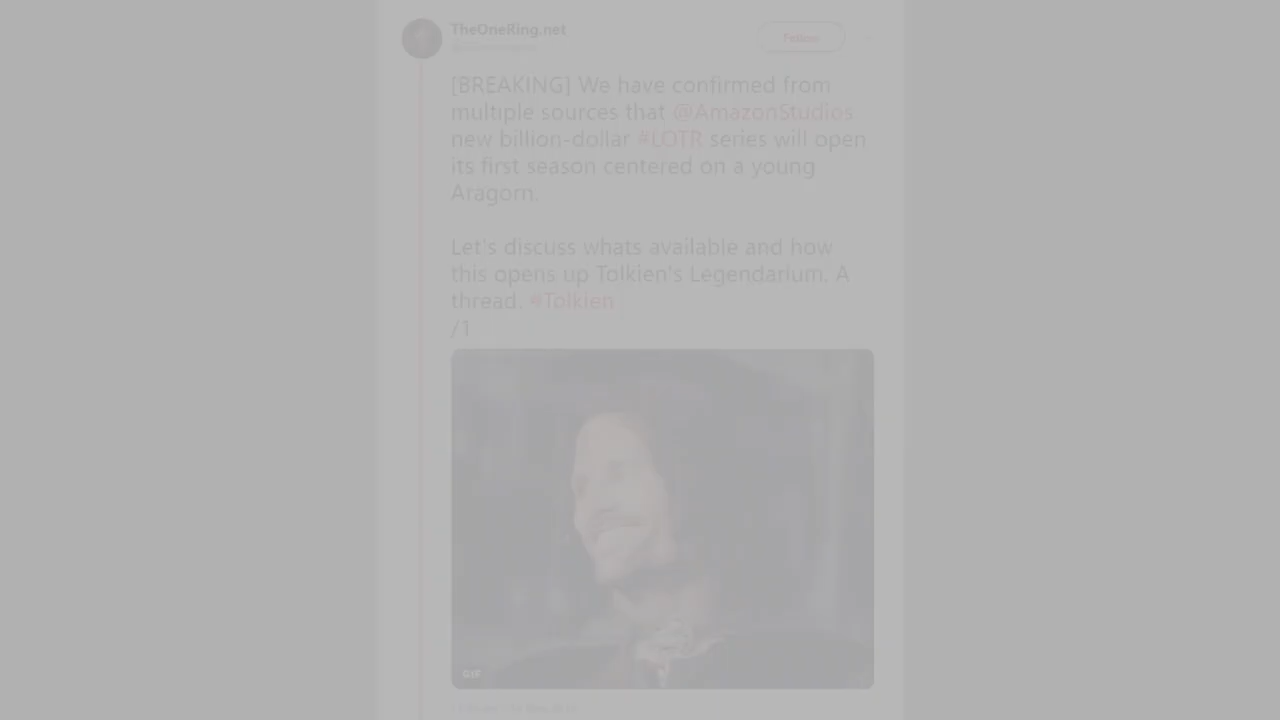 TheOneRing.net
Follow
[BREAKING] We have confirmed from
multiple sources that @AmazonStudios
new billion-dollar #LOTR series will open
its first season centered on a young
Aragorn.
Let's discuss whats available and how
this opens up Tolkien's Legendarium. A
thread. #Tolkien
/1
GIF